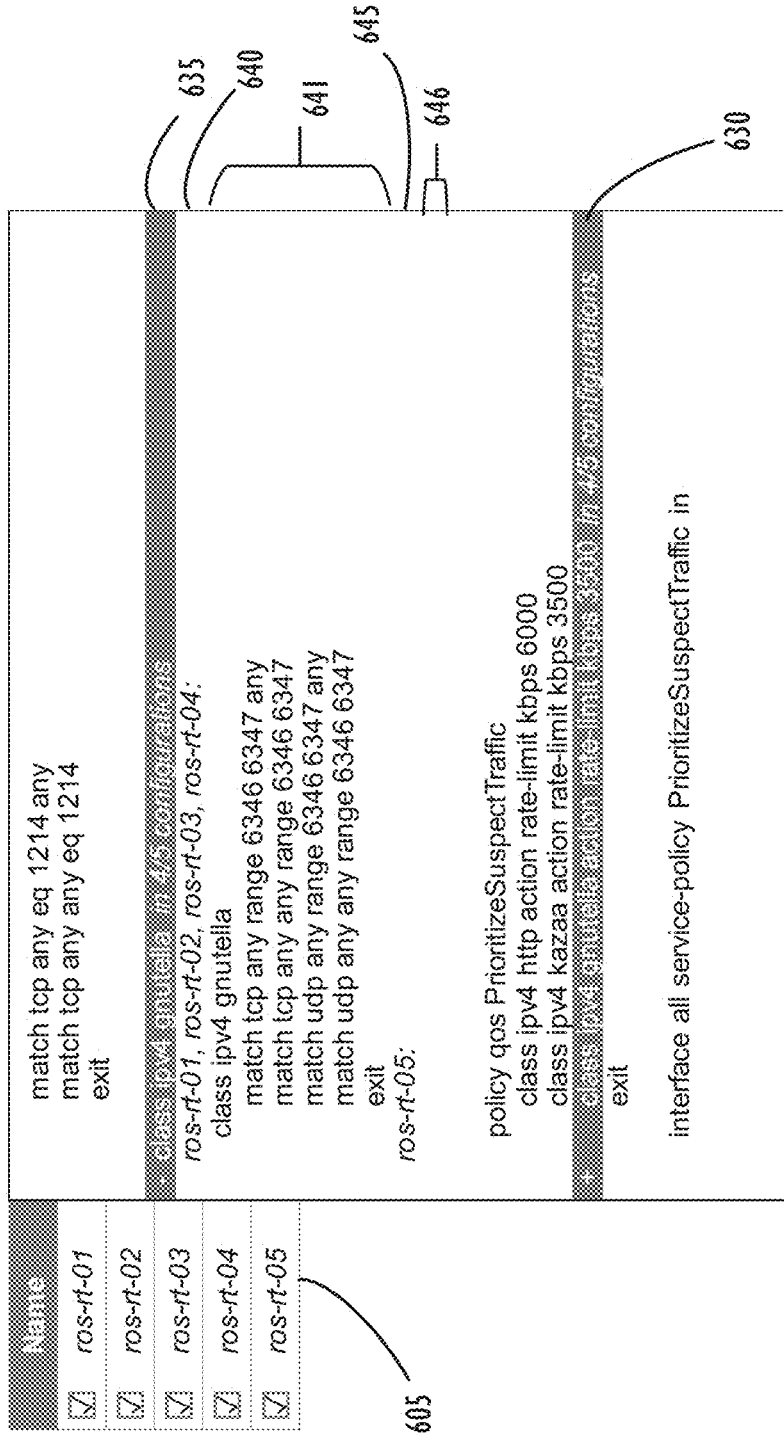 Name
ros-rt-01
ros-rt-02
ros-rt-03
ros-rt-04
ros-rt-05
605
match tcp any eq 1214 any
match tcp any any eq 1214
exit
- class ipv4 gnutella in 4/5 configurations
ros-rt-01, ros-rt-02, ros-rt-03, ros-rt-04:
class ipv4 gnutella
match tcp any range 6346 6347 any
match tcp any any range 6346 6347
match udp any range 6346 6347 any
match udp any any range 6346 6347
exit
ros-rt-05:
policy qos PrioritizeSuspectTraffic
class ipv4 http action rate-limit kbps 6000
class ipv4 kazaa action rate-limit kbps 3500
+ class ipv4 gnutella action rate-limit kbps 3500 in 4/5 configurations
exit
interface all service-policy PrioritizeSuspectTraffic in
635
640
641
645
646
630